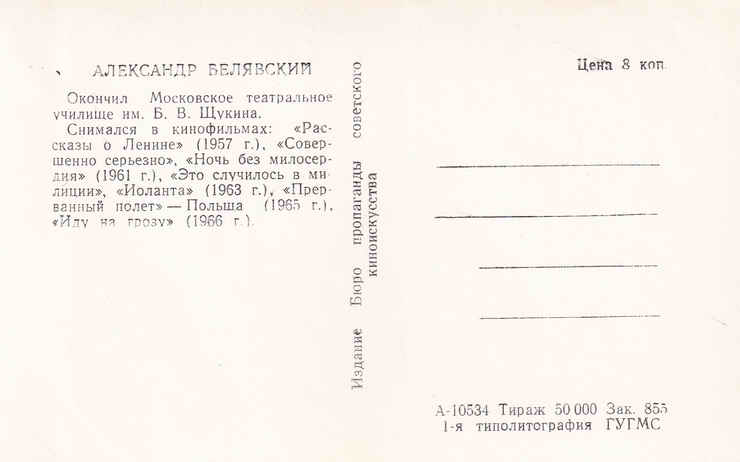 АЛЕКСАНДР БЕЛЯВСКИЙ
Окончил Московское театральное
училище им. Б. В. Щукина.
Снимался в кинофильмах: «Рас-
сказы о Ленине» (1957 г.), «Совер-
шенно серьезно», «Ночь без милосер-
дия» (1961 г.), «Это случилось в ми-
лиции», «Иоланта» (1963 г.), «Прер-
ванный полет» — Польша (1965 г.),
«Иду на грозу» (1966 г.).
Издание Бюро пропаганды советского
киноискусства
Цена 8 коп.
А-10534 Тираж 50 000 Зак. 855
1-я типолитография ГУГМС